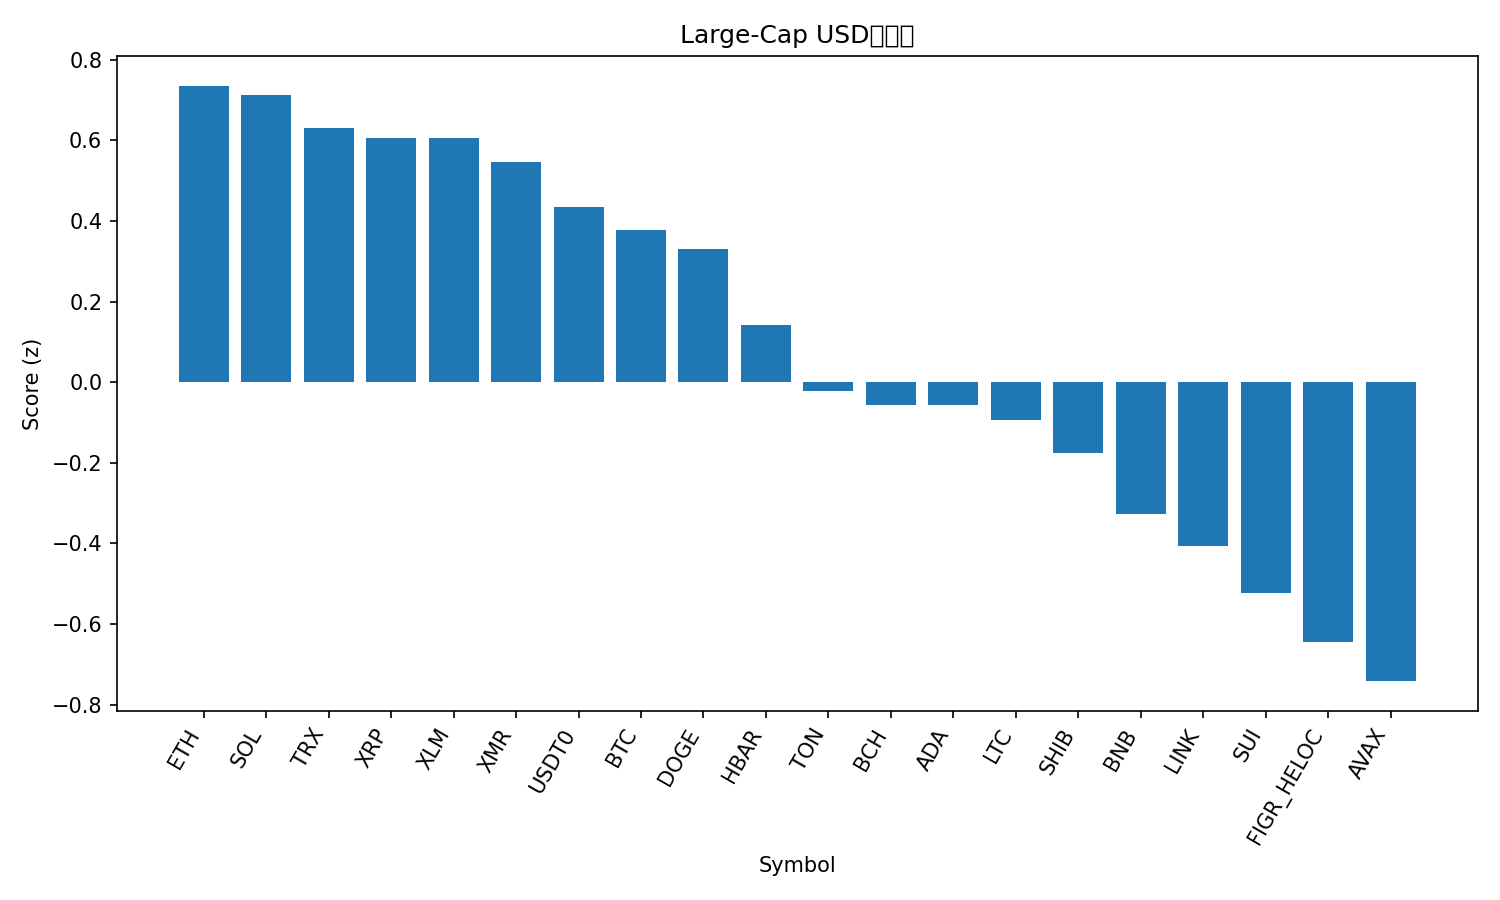 Large-Cap USD
0.8
0.6
0.4
0.2
0.0
−0.2
−0.4
−0.6
−0.8
Score (z)
ETH
SOL
TRX
XRP
XLM
XMR
USDT0
BTC
DOGE
HBAR
TON
BCH
ADA
LTC
SHIB
BNB
LINK
SUI
FIGR_HELOC
AVAX
Symbol